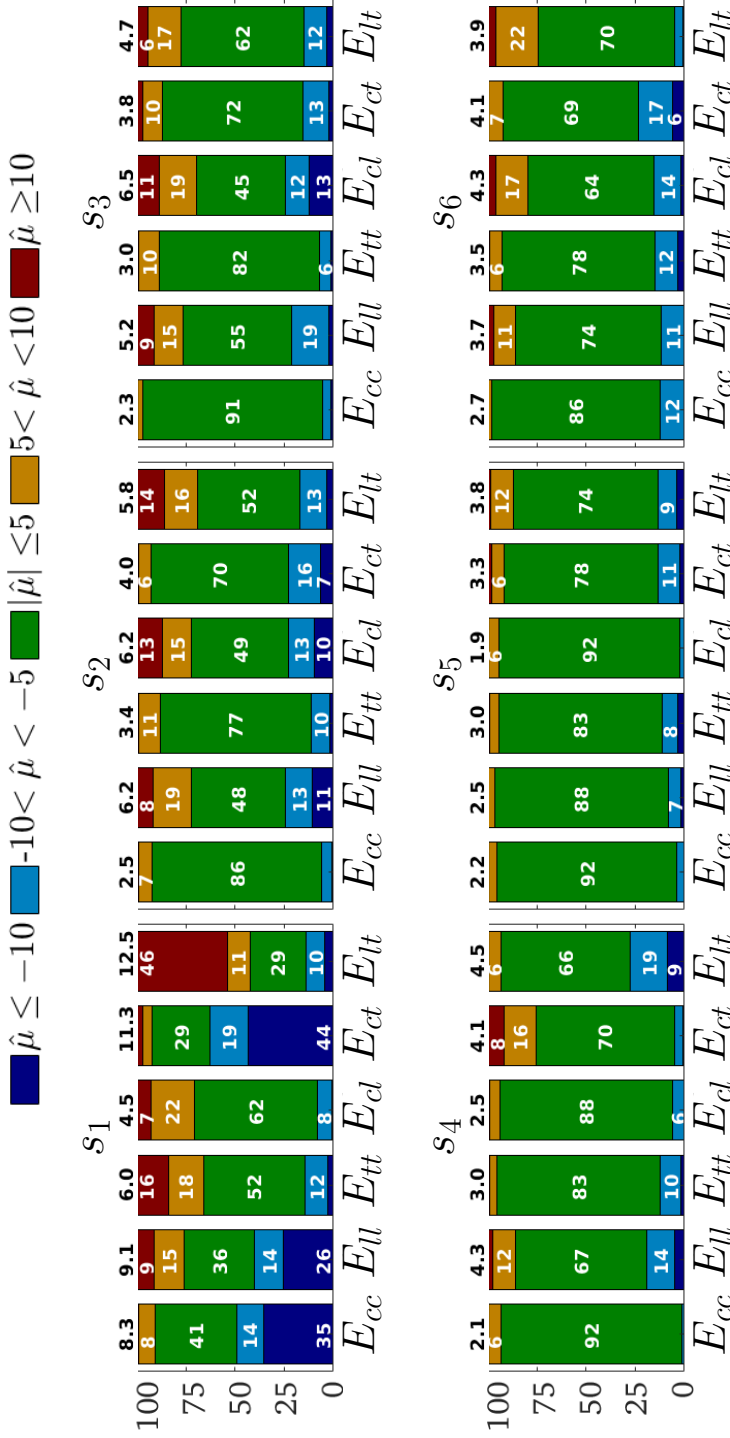 μ̂ ≤ −10 -10< μ̂ < −5 |μ̂| ≤5 5< μ̂ <10 μ̂ ≥10
s1 s2 s3
8.3 9.1 6.0 4.5 11.3 12.5 2.5 6.2 3.4 6.2 4.0 5.8 2.3 5.2 3.0 6.5 3.8 4.7
100
75
50
25
0
8 41 14 35
9 15 36 14 26
16 18 52 12
7 22 62 8
29 19 44
46 11 29 10
7 86
8 19 48 13 11
11 77 10
13 15 49 13 10
6 70 16 7
14 16 52 13
91
9 15 55 19
10 82 6
11 19 45 12 13
10 72 13
6 17 62 12
Ecc Ell Ett Ecl Ect Elt Ecc Ell Ett Ecl Ect Elt Ecc Ell Ett Ecl Ect Elt
s4 s5 s6
2.1 4.3 3.0 2.5 4.1 4.5 2.2 2.5 3.0 1.9 3.3 3.8 2.7 3.7 3.5 4.3 4.1 3.9
100
75
50
25
0
6 92
12 67 14
83 10
88 6
8 16 70
6 66 19 9
92
88 7
83 8
6 92
6 78 11
12 74 9
86 12
11 74 11
6 78 12
17 64 14
7 69 17 6
22 70
Ecc Ell Ett Ecl Ect Elt Ecc Ell Ett Ecl Ect Elt Ecc Ell Ett Ecl Ect Elt